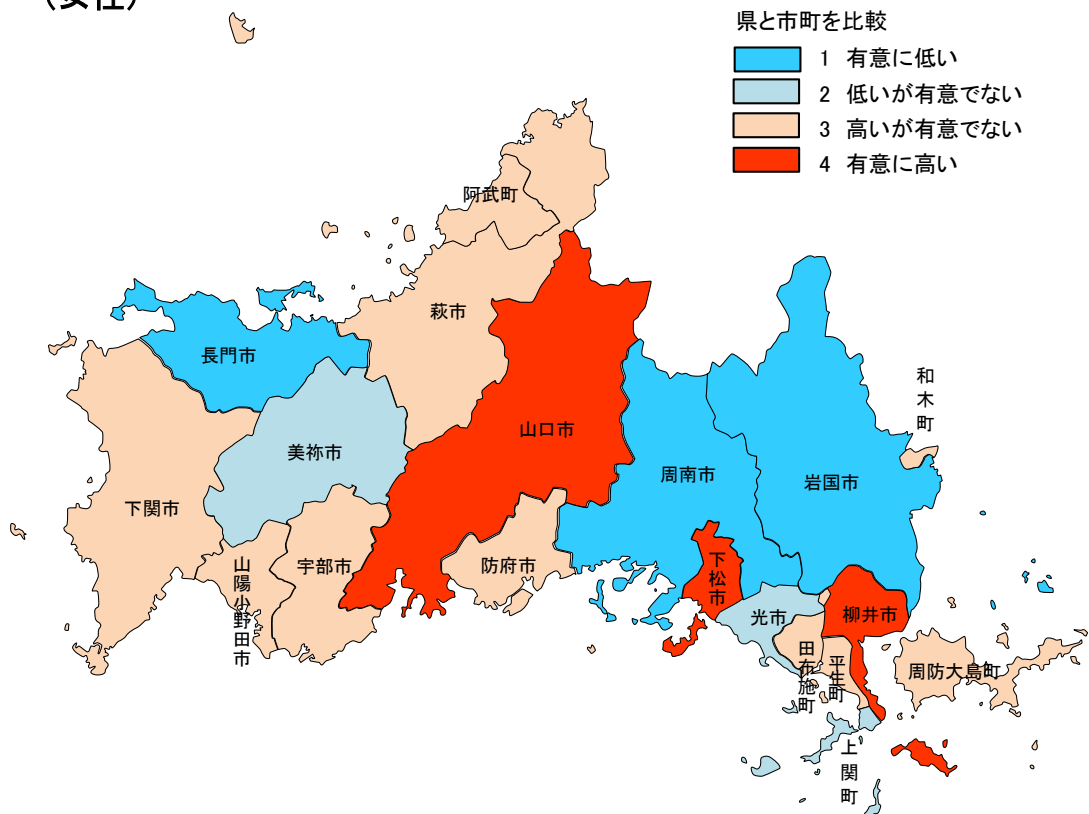 （女性）
県と市町を比較
1 有意に低い
2 低いが有意でない
3 高いが有意でない
4 有意に高い
阿武町
萩市
長門市
和木町
山口市
美祢市
周南市
岩国市
下関市
山陽小野田市
宇部市
防府市
下松市
光市
柳井市
田布施町
平生町
周防大島町
上関町